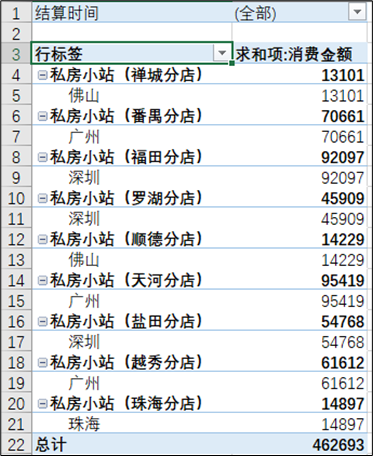 1 结算时间 (全部)
2
3 行标签 求和项:消费金额
4 私房小站（禅城分店） 13101
5 佛山 13101
6 私房小站（番禺分店） 70661
7 广州 70661
8 私房小站（福田分店） 92097
9 深圳 92097
10 私房小站（罗湖分店） 45909
11 深圳 45909
12 私房小站（顺德分店） 14229
13 佛山 14229
14 私房小站（天河分店） 95419
15 广州 95419
16 私房小站（盐田分店） 54768
17 深圳 54768
18 私房小站（越秀分店） 61612
19 广州 61612
20 私房小站（珠海分店） 14897
21 珠海 14897
22 总计 462693